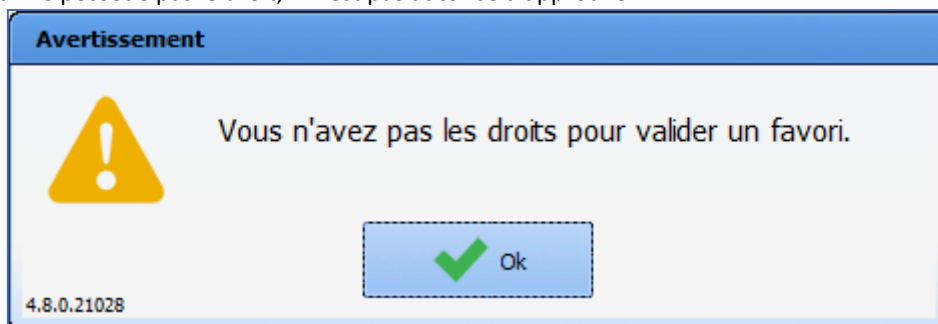 Avertissement
Vous n'avez pas les droits pour valider un favori.
Ok
4.8.0.21028